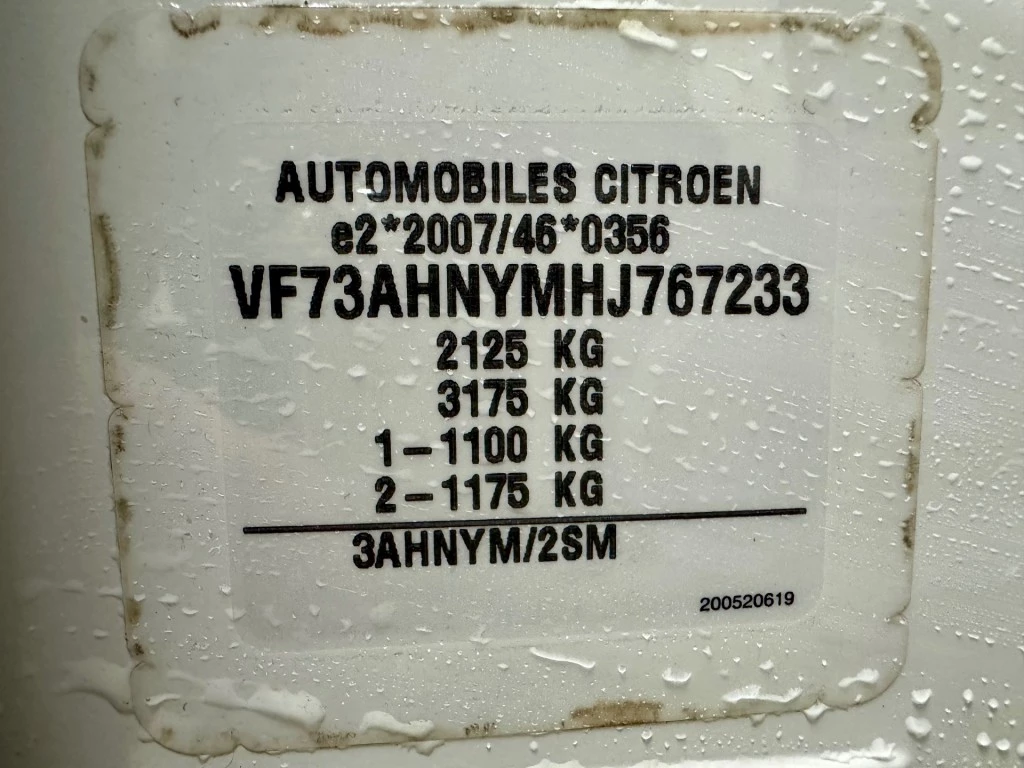 AUTOMOBILES CITROEN
e2*2007/46*0356
VF73AHNYMHJ767233
2125 KG
3175 KG
1-1100 KG
2-1175 KG
3AHNYM/2SM
200520619